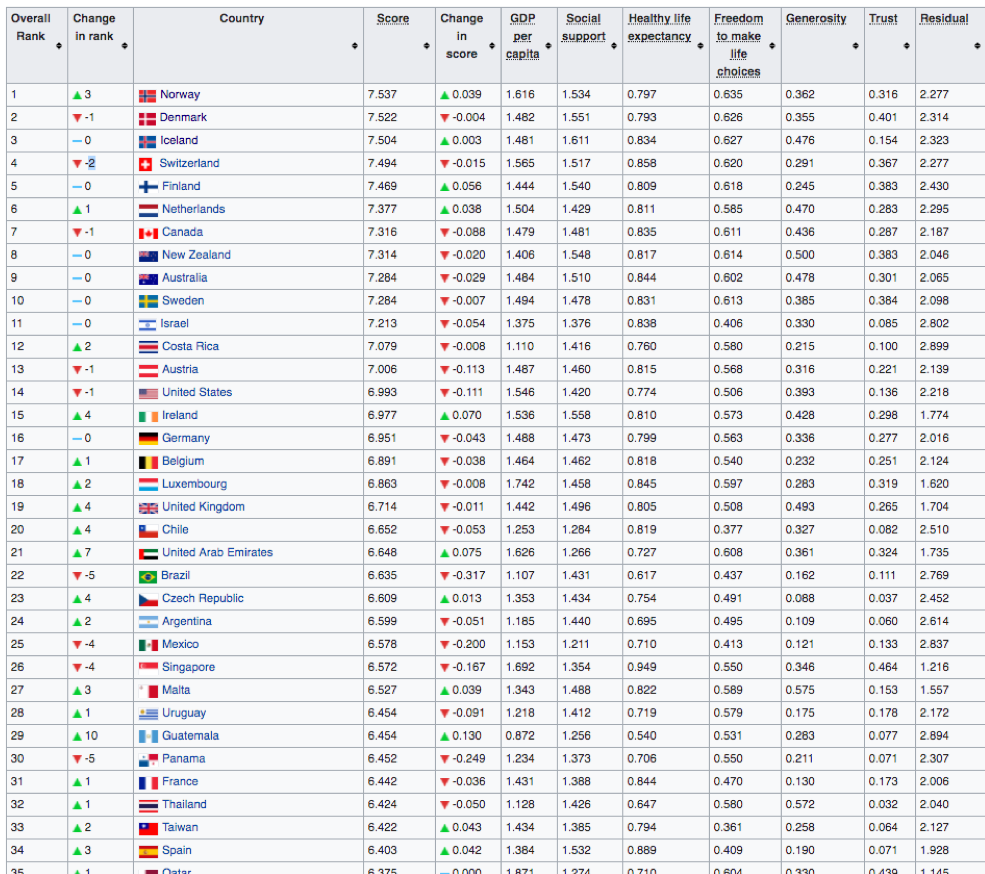 Overall Rank Change in rank Country Score Change in score GDP per capita Social support Healthy life expectancy Freedom to make life choices Generosity Trust Residual
1 ▲ 3 Norway 7.537 ▲ 0.039 1.616 1.534 0.797 0.635 0.362 0.316 2.277
2 ▼ -1 Denmark 7.522 ▼ -0.004 1.482 1.551 0.793 0.626 0.355 0.401 2.314
3 — 0 Iceland 7.504 ▲ 0.003 1.481 1.611 0.834 0.627 0.476 0.154 2.323
4 ▼ -2 Switzerland 7.494 ▼ -0.015 1.565 1.517 0.858 0.620 0.291 0.367 2.277
5 — 0 Finland 7.469 ▲ 0.056 1.444 1.540 0.809 0.618 0.245 0.383 2.430
6 ▲ 1 Netherlands 7.377 ▲ 0.038 1.504 1.429 0.811 0.585 0.470 0.283 2.295
7 ▼ -1 Canada 7.316 ▼ -0.088 1.479 1.481 0.835 0.611 0.436 0.287 2.187
8 — 0 New Zealand 7.314 ▼ -0.020 1.406 1.548 0.817 0.614 0.500 0.383 2.046
9 — 0 Australia 7.284 ▼ -0.029 1.484 1.510 0.844 0.602 0.478 0.301 2.065
10 — 0 Sweden 7.284 ▼ -0.007 1.494 1.478 0.831 0.613 0.385 0.384 2.098
11 — 0 Israel 7.213 ▼ -0.054 1.375 1.376 0.838 0.406 0.330 0.085 2.802
12 ▲ 2 Costa Rica 7.079 ▼ -0.008 1.110 1.416 0.760 0.580 0.215 0.100 2.899
13 ▼ -1 Austria 7.006 ▼ -0.113 1.487 1.460 0.815 0.568 0.316 0.221 2.139
14 ▼ -1 United States 6.993 ▼ -0.111 1.546 1.420 0.774 0.506 0.393 0.136 2.218
15 ▲ 4 Ireland 6.977 ▲ 0.070 1.536 1.558 0.810 0.573 0.428 0.298 1.774
16 — 0 Germany 6.951 ▼ -0.043 1.488 1.473 0.799 0.563 0.336 0.277 2.016
17 ▲ 1 Belgium 6.891 ▼ -0.038 1.464 1.462 0.818 0.540 0.232 0.251 2.124
18 ▲ 2 Luxembourg 6.863 ▼ -0.008 1.742 1.458 0.845 0.597 0.283 0.319 1.620
19 ▲ 4 United Kingdom 6.714 ▼ -0.011 1.442 1.496 0.805 0.508 0.493 0.265 1.704
20 ▲ 4 Chile 6.652 ▼ -0.053 1.253 1.284 0.819 0.377 0.327 0.082 2.510
21 ▲ 7 United Arab Emirates 6.648 ▲ 0.075 1.626 1.266 0.727 0.608 0.361 0.324 1.735
22 ▼ -5 Brazil 6.635 ▼ -0.317 1.107 1.431 0.617 0.437 0.162 0.111 2.769
23 ▲ 4 Czech Republic 6.609 ▲ 0.013 1.353 1.434 0.754 0.491 0.088 0.037 2.452
24 ▲ 2 Argentina 6.599 ▼ -0.051 1.185 1.440 0.695 0.495 0.109 0.060 2.614
25 ▼ -4 Mexico 6.578 ▼ -0.200 1.153 1.211 0.710 0.413 0.121 0.133 2.837
26 ▼ -4 Singapore 6.572 ▼ -0.167 1.692 1.354 0.949 0.550 0.346 0.464 1.216
27 ▲ 3 Malta 6.527 ▲ 0.039 1.343 1.488 0.822 0.589 0.575 0.153 1.557
28 ▲ 1 Uruguay 6.454 ▼ -0.091 1.218 1.412 0.719 0.579 0.175 0.178 2.172
29 ▲ 10 Guatemala 6.454 ▲ 0.130 0.872 1.256 0.540 0.531 0.283 0.077 2.894
30 ▼ -5 Panama 6.452 ▼ -0.249 1.234 1.373 0.706 0.550 0.211 0.071 2.307
31 ▲ 1 France 6.442 ▼ -0.036 1.431 1.388 0.844 0.470 0.130 0.173 2.006
32 ▲ 1 Thailand 6.424 ▼ -0.050 1.128 1.426 0.647 0.580 0.572 0.032 2.040
33 ▲ 2 Taiwan 6.422 ▲ 0.043 1.434 1.385 0.794 0.361 0.258 0.064 2.127
34 ▲ 3 Spain 6.403 ▲ 0.042 1.384 1.532 0.889 0.409 0.190 0.071 1.928
35 ▲ 1 Qatar 6.375 — 0.000 1.871 1.274 0.710 0.604 0.330 0.439 1.145